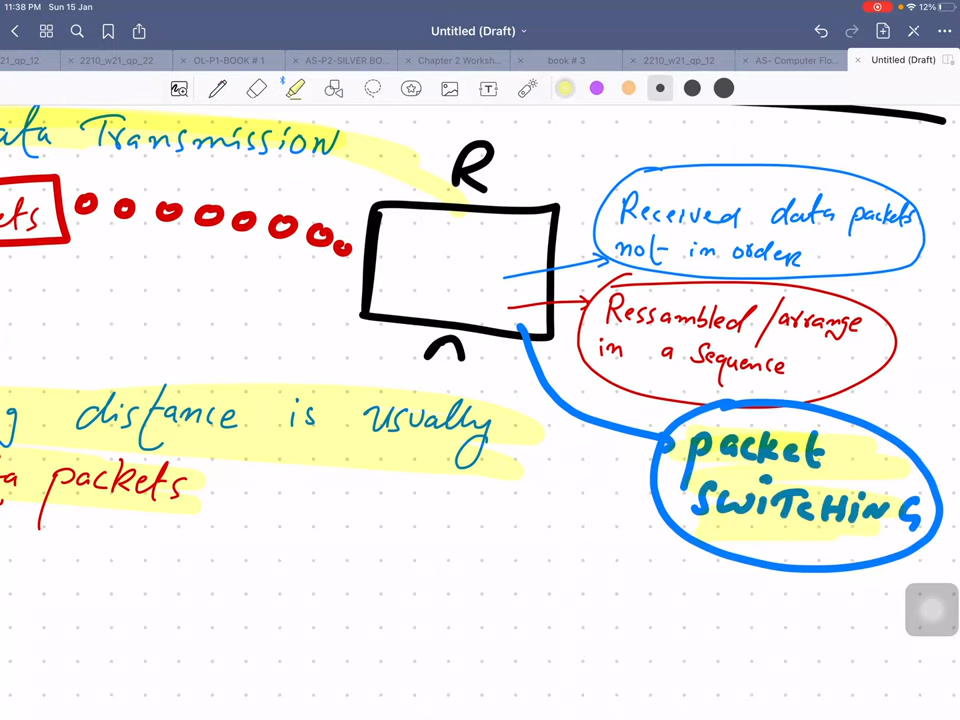 11:38 PM Sun 15 Jan
12%
Untitled (Draft)
21_qp_12
2210_w21_qp_22
OL-P1-BOOK # 1
AS-P2-SILVER BO...
Chapter 2 Worksh...
book # 3
2210_w21_qp_12
AS- Computer Flo...
Untitled (Draft)
ata Transmission
R
ets
Received data packets
not in order
Ressambled/arrange
in a sequence
g distance is usually
a packets
packet
SWITCHING